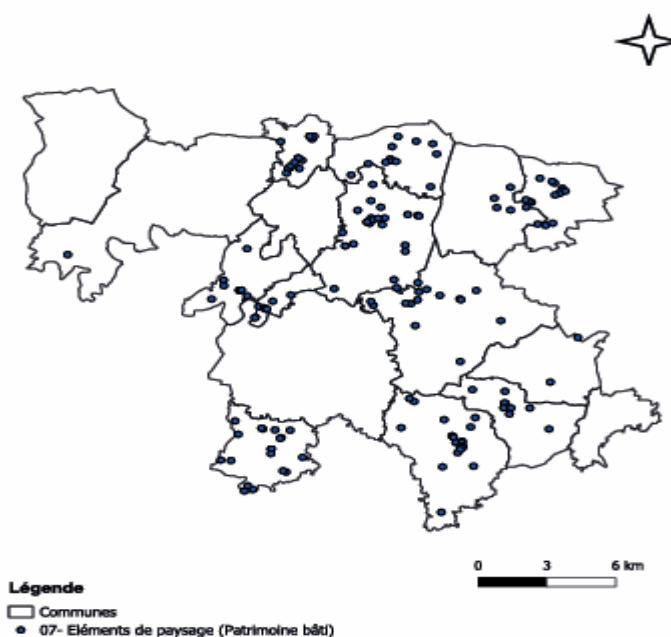 0 3 6 km
Légende
Communes
07- Eléments de paysage (Patrimoine bâti)